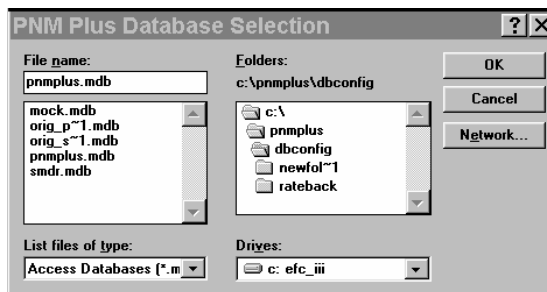 PNM Plus Database Selection
File name:
pnmplus.mdb
mock.mdb
orig_p~1.mdb
orig_s~1.mdb
pnmplus.mdb
smdr.mdb
List files of type:
Access Databases (*.m
Folders:
c:\pnmplus\dbconfig
c:\
pnmplus
dbconfig
newfol~1
rateback
Drives:
c: efc_iii
OK
Cancel
Network...